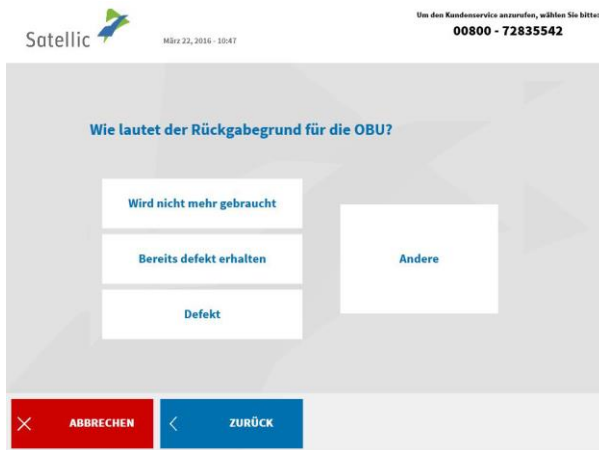 Satellic
März 22, 2016 - 10:47
Um den Kundenservice anzurufen, wählen Sie bitte:
00800 - 72835542
Wie lautet der Rückgabegrund für die OBU?
Wird nicht mehr gebraucht
Bereits defekt erhalten
Defekt
Andere
ABBRECHEN
ZURÜCK